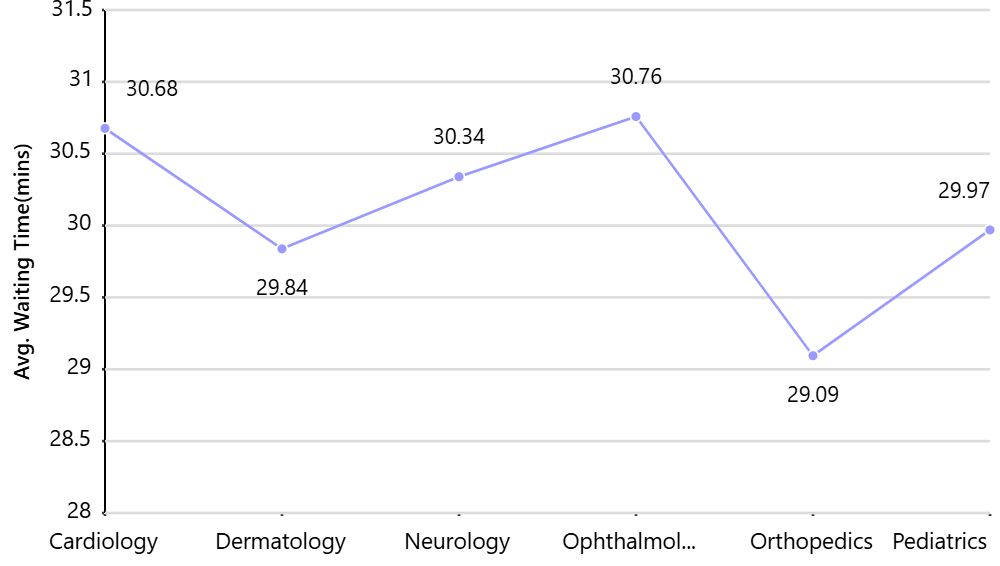 31.5
31
30.5
30
29.5
29
28.5
28
Avg. Waiting Time(mins)
30.68
29.84
30.34
30.76
29.09
29.97
Cardiology
Dermatology
Neurology
Ophthalmol...
Orthopedics
Pediatrics